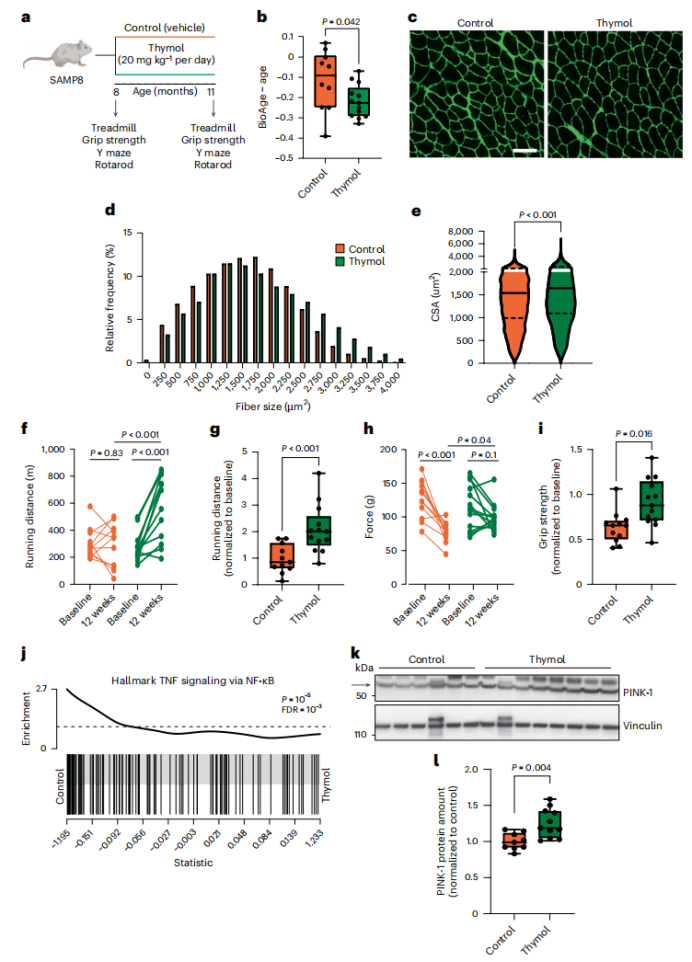 a
Control (vehicle)
Thymol
(20 mg kg⁻¹ per day)
SAMP8
8 Age (months) 11
Treadmill
Grip strength
Y maze
Rotarod
Treadmill
Grip strength
Y maze
Rotarod
b
P = 0.042
BioAge – age
0.1
0
–0.1
–0.2
–0.3
–0.4
–0.5
Control
Thymol
c
Control
Thymol
d
Relative frequency (%)
15
10
5
0
Control
Thymol
0
250
500
750
1,000
1,250
1,500
1,750
2,000
2,250
2,500
2,750
3,000
3,250
3,500
3,750
4,000
Fiber size (μm²)
e
P < 0.001
CSA (um²)
8,000
6,000
4,000
2,000
1,500
1,000
500
0
Control
Thymol
f
P < 0.001
P = 0.83
P < 0.001
Running distance (m)
1,000
800
600
400
200
0
Baseline
12 weeks
Baseline
12 weeks
g
P < 0.001
Running distance
(normalized to baseline)
5
4
3
2
1
0
Control
Thymol
h
P = 0.04
P < 0.001
P = 0.1
Force (g)
200
150
100
50
0
Baseline
12 weeks
Baseline
12 weeks
i
P = 0.016
Grip strength
(normalized to baseline)
1.5
1.0
0.5
0
Control
Thymol
j
Hallmark TNF signaling via NF-κB
P = 10⁻⁵
FDR = 10⁻³
Enrichment
2.7
0
Control
Thymol
–0.151
–0.092
–0.056
–0.027
–0.003
0.021
0.048
0.084
0.139
1.233
Statistic
k
Control
Thymol
kDa
50
PINK-1
110
Vinculin
l
P = 0.004
PINK-1 protein amount
(normalized to control)
2.0
1.5
1.0
0.5
0
Control
Thymol